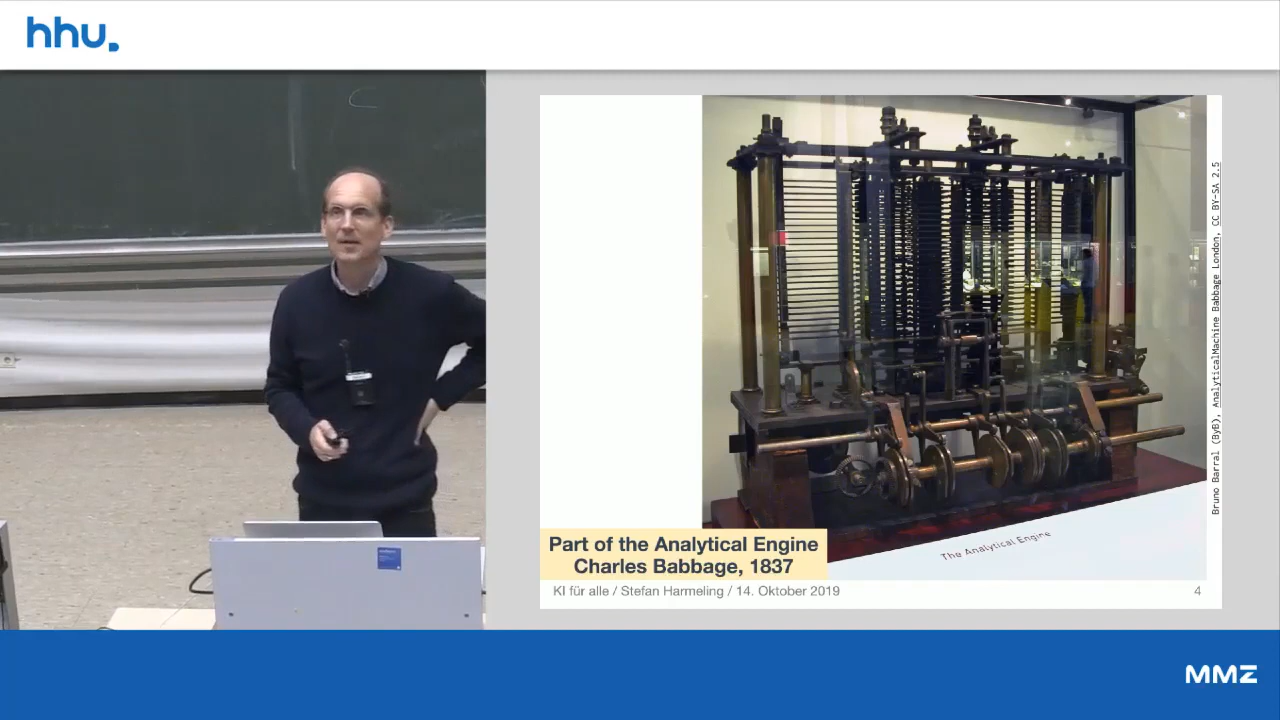 hhu.
Bruno Barral (ByB), AnalyticalMachine Babbage London, CC BY-SA 2.5
The Analytical Engine
Part of the Analytical Engine
Charles Babbage, 1837
KI für alle / Stefan Harmeling / 14. Oktober 2019
4
MMZ